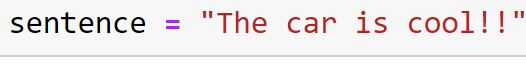 sentence = "The car is cool!!"